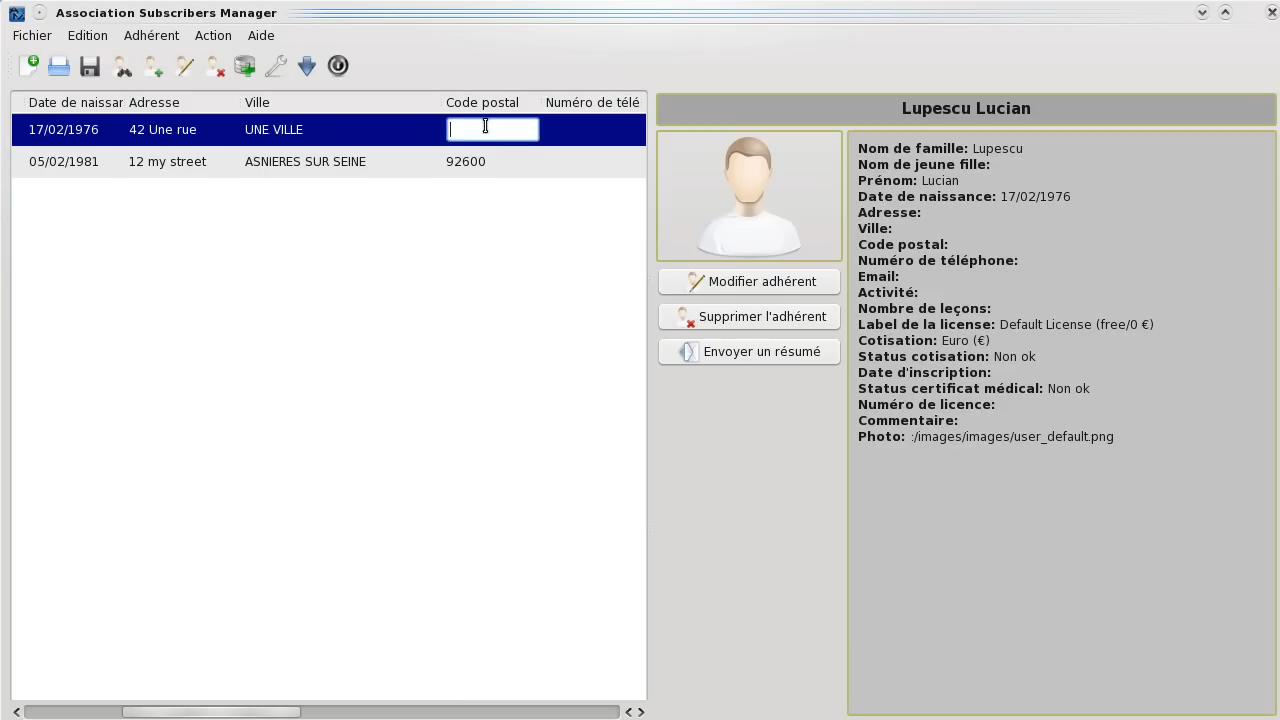 Association Subscribers Manager
Fichier Edition Adhérent Action Aide
Date de naissar Adresse Ville Code postal Numéro de télé
17/02/1976 42 Une rue UNE VILLE
05/02/1981 12 my street ASNIERES SUR SEINE 92600
Lupescu Lucian
Modifier adhérent
Supprimer l'adhérent
Envoyer un résumé
Nom de famille: Lupescu
Nom de jeune fille:
Prénom: Lucian
Date de naissance: 17/02/1976
Adresse:
Ville:
Code postal:
Numéro de téléphone:
Email:
Activité:
Nombre de leçons:
Label de la license: Default License (free/0 €)
Cotisation: Euro (€)
Status cotisation: Non ok
Date d'inscription:
Status certificat médical: Non ok
Numéro de licence:
Commentaire:
Photo: :/images/images/user_default.png